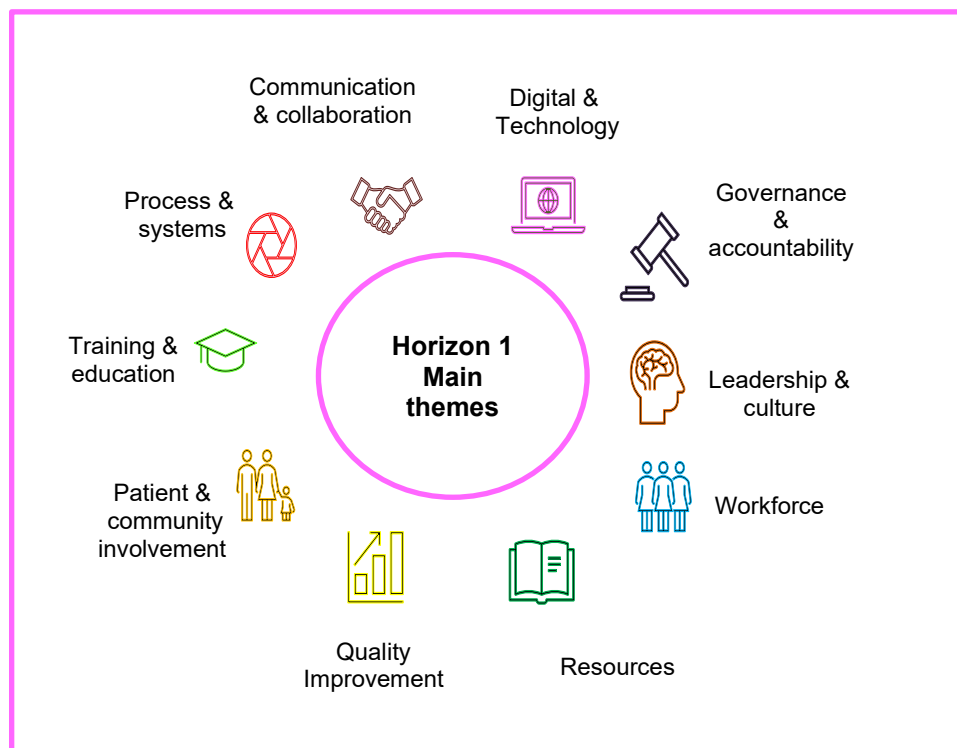 Communication
& collaboration
Digital &
Technology
Governance
&
accountability
Process &
systems
Training &
education
Horizon 1
Main
themes
Leadership &
culture
Patient &
community
involvement
Workforce
Quality
Improvement
Resources